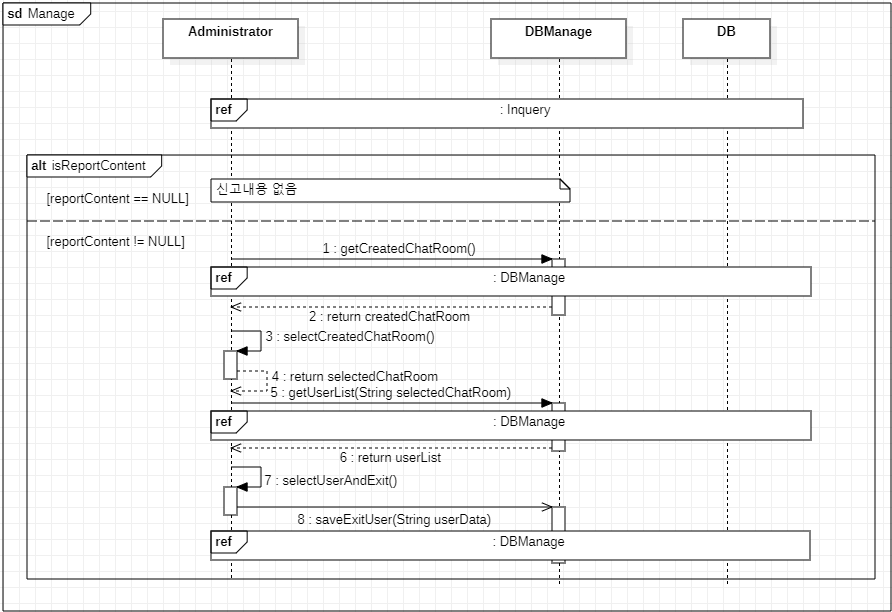 sd Manage
Administrator
DBManage
DB
ref
: Inquery
alt isReportContent
[reportContent == NULL]
신고내용 없음
[reportContent != NULL]
1 : getCreatedChatRoom()
ref
: DBManage
2 : return createdChatRoom
3 : selectCreatedChatRoom()
4 : return selectedChatRoom
5 : getUserList(String selectedChatRoom)
ref
: DBManage
6 : return userList
7 : selectUserAndExit()
8 : saveExitUser(String userData)
ref
: DBManage